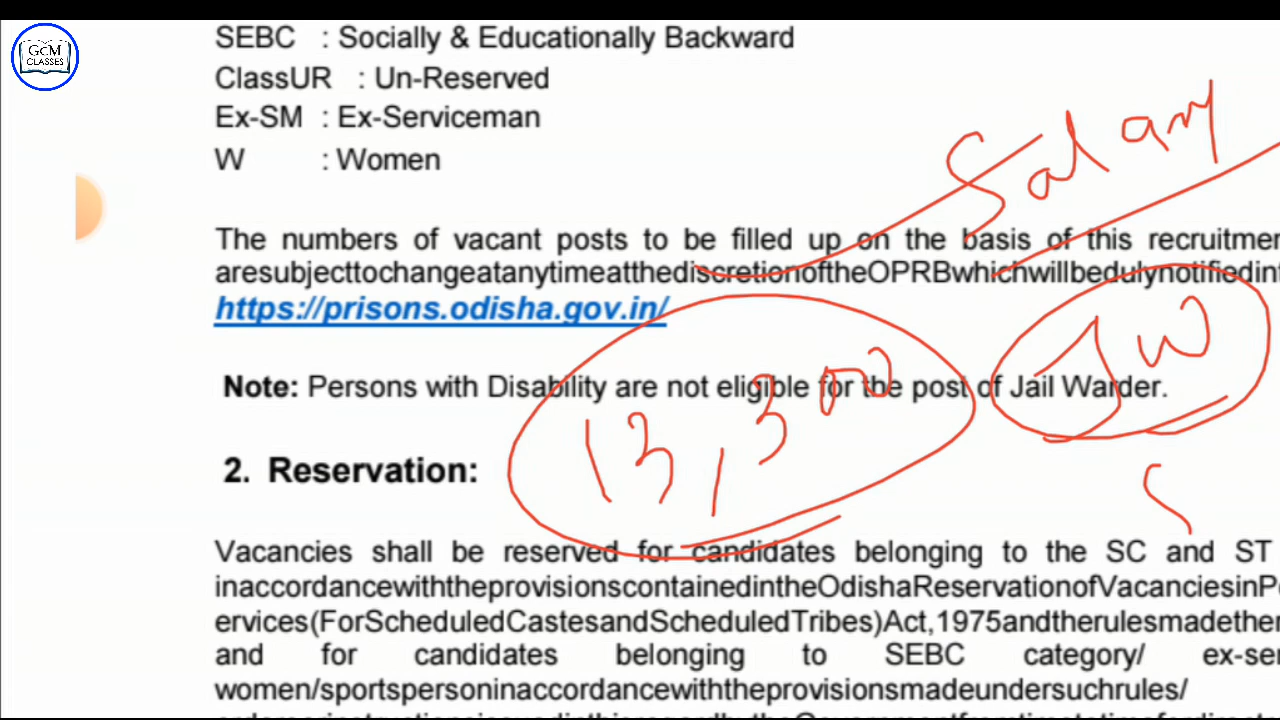 GCM
CLASSES
SEBC : Socially & Educationally Backward
ClassUR : Un-Reserved
Ex-SM : Ex-Serviceman
W : Women
Salary
The numbers of vacant posts to be filled up on the basis of this
aresubjecttochangeatanytimeatthediscretionoftheOPRBwhichwillbedulynotifiedin
https://prisons.odisha.gov.in/
JW
13,300
Note: Persons with Disability are not eligible for the post of Jail Warder.
2. Reservation:
Vacancies shall be reserved for candidates belonging to the SC and ST
inaccordancewiththeprovisionscontainedintheOdishaReservationofVacanciesinP
ervices(ForScheduledCastesandScheduledTribes)Act,1975andtherulesmadether
and for candidates belonging to SEBC category/ ex-se
women/sportspersoninaccordancewiththeprovisionsmadeundersuchrules/